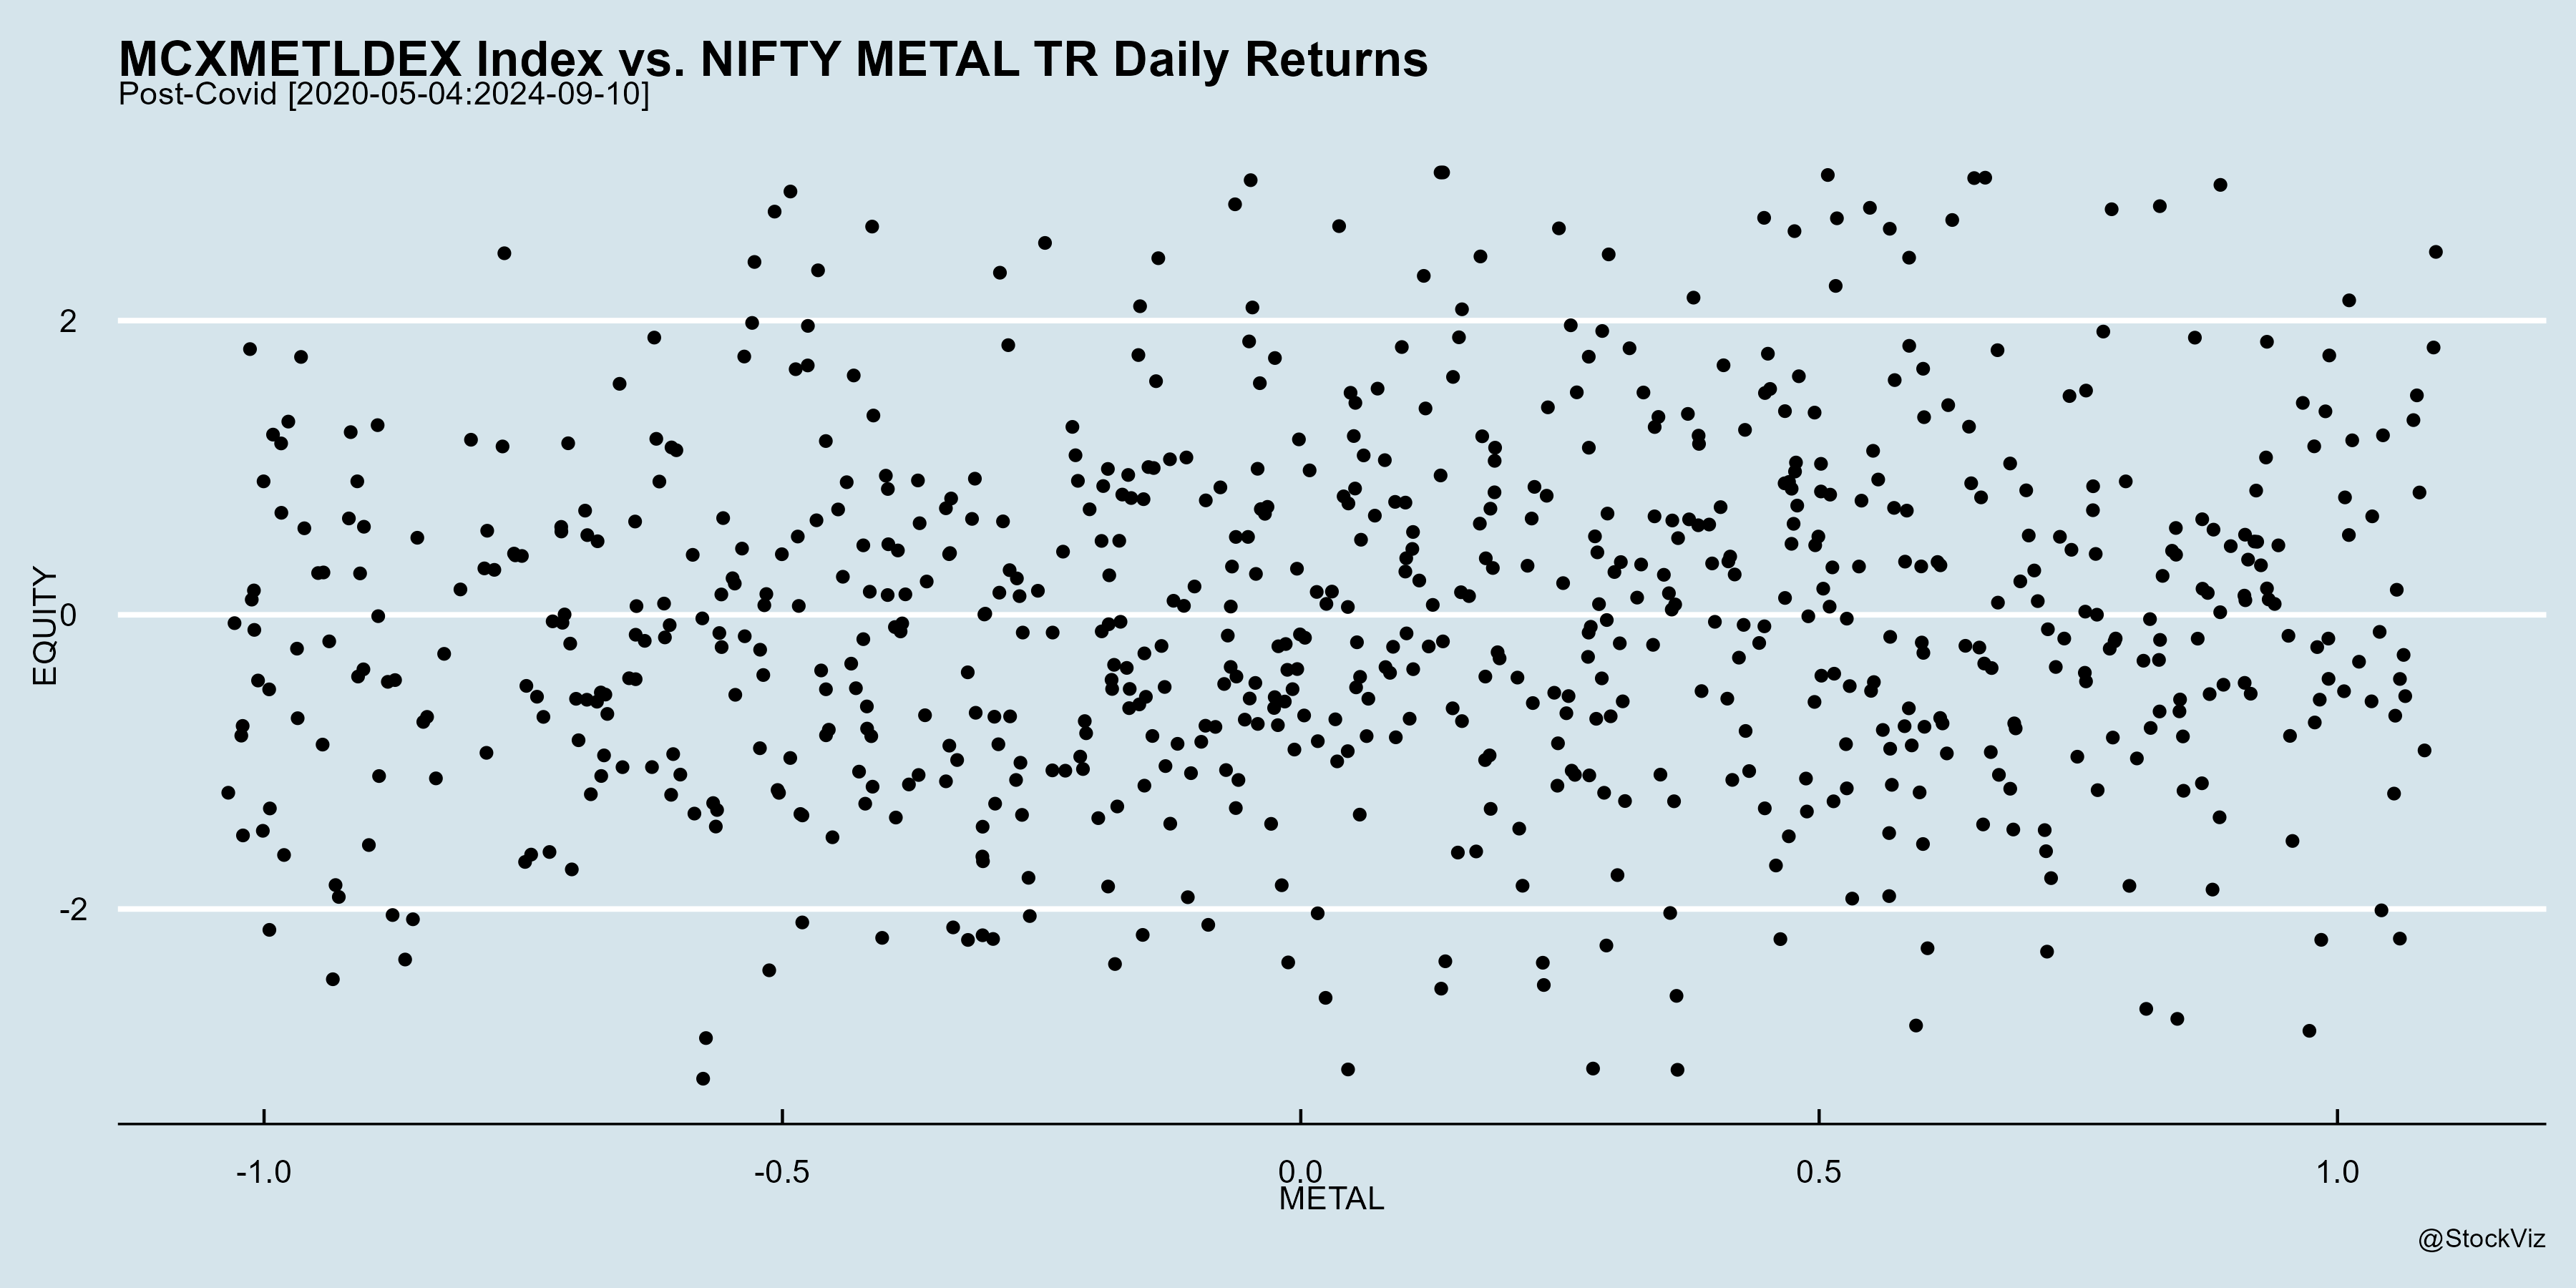 MCXMETLDEX Index vs. NIFTY METAL TR Daily Returns
Post-Covid [2020-05-04:2024-09-10]
2
0
-2
EQUITY
-1.0 -0.5 0.0 0.5 1.0
METAL
@StockViz